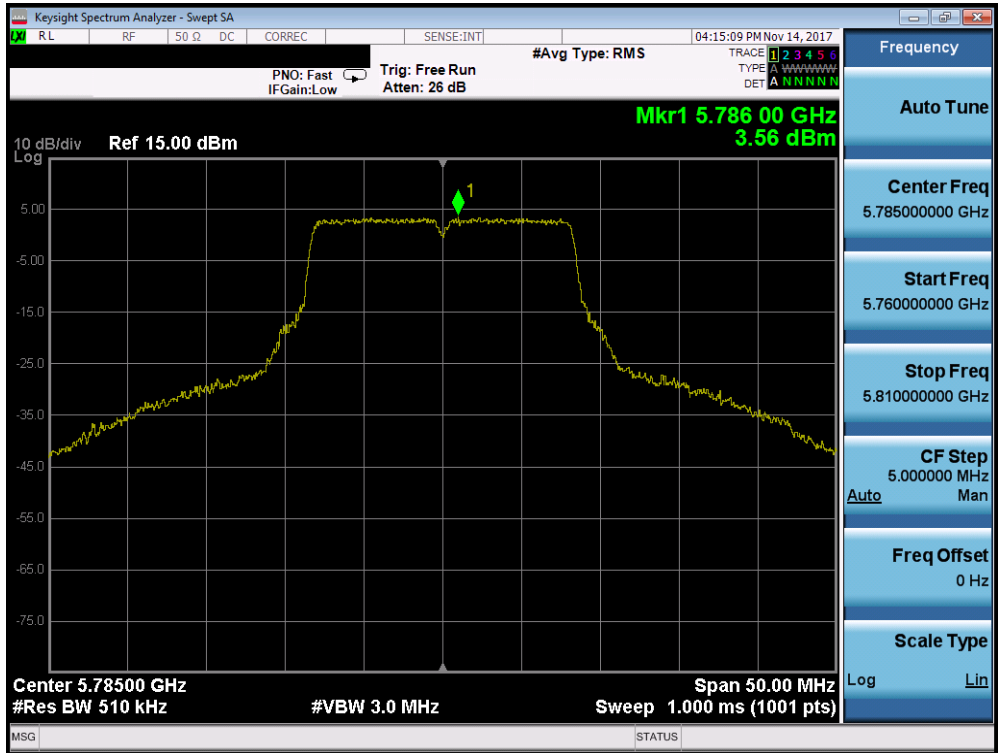 Keysight Spectrum Analyzer - Swept SA
LXI RL RF 50 Ω DC CORREC SENSE:INT 04:15:09 PM Nov 14, 2017
#Avg Type: RMS TRACE 1 2 3 4 5 6
PNO: Fast Trig: Free Run TYPE A WWWWW
IFGain:Low Atten: 26 dB DET A N N N N N
Mkr1 5.786 00 GHz
3.56 dBm
10 dB/div Ref 15.00 dBm
Log
1
5.00
-5.00
-15.0
-25.0
-35.0
-45.0
-55.0
-65.0
-75.0
Center 5.78500 GHz Span 50.00 MHz
#Res BW 510 kHz #VBW 3.0 MHz Sweep 1.000 ms (1001 pts)
MSG STATUS
Frequency
Auto Tune
Center Freq
5.785000000 GHz
Start Freq
5.760000000 GHz
Stop Freq
5.810000000 GHz
CF Step
5.000000 MHz
Auto Man
Freq Offset
0 Hz
Scale Type
Log Lin